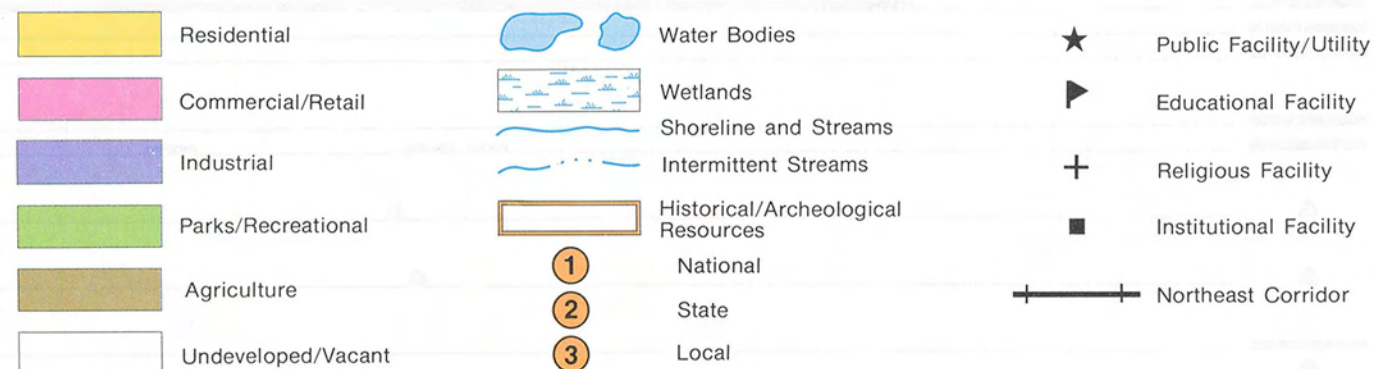 Residential
Commercial/Retail
Industrial
Parks/Recreational
Agriculture
Undeveloped/Vacant
Water Bodies
Wetlands
Shoreline and Streams
Intermittent Streams
Historical/Archeological
Resources
1 National
2 State
3 Local
Public Facility/Utility
Educational Facility
Religious Facility
Institutional Facility
Northeast Corridor